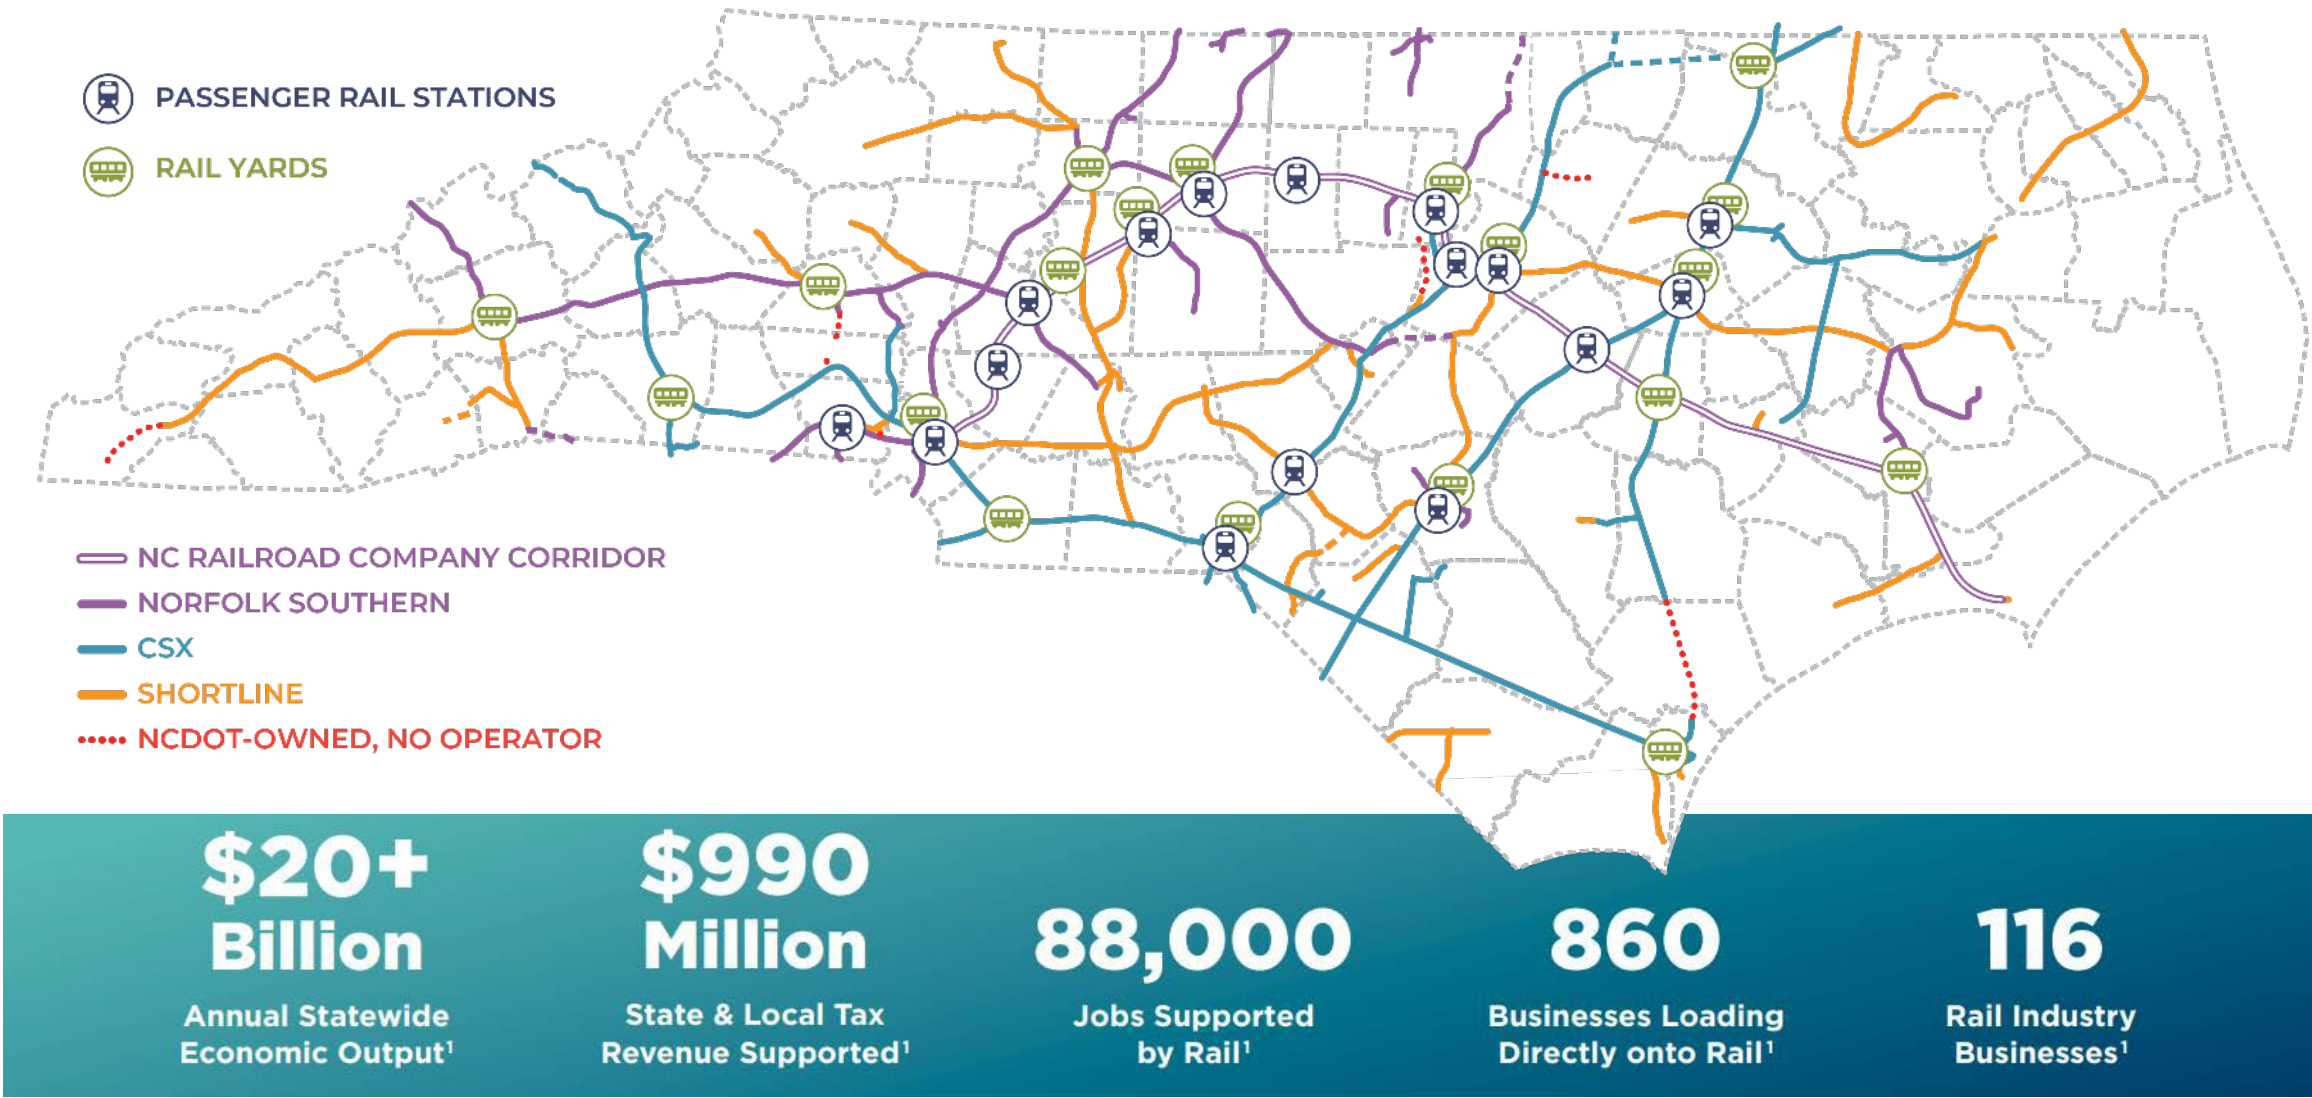 PASSENGER RAIL STATIONS
RAIL YARDS
NC RAILROAD COMPANY CORRIDOR
NORFOLK SOUTHERN
CSX
SHORTLINE
NCDOT-OWNED, NO OPERATOR
$20+
Billion
Annual Statewide
Economic Output¹
$990
Million
State & Local Tax
Revenue Supported¹
88,000
Jobs Supported
by Rail¹
860
Businesses Loading
Directly onto Rail¹
116
Rail Industry
Businesses¹